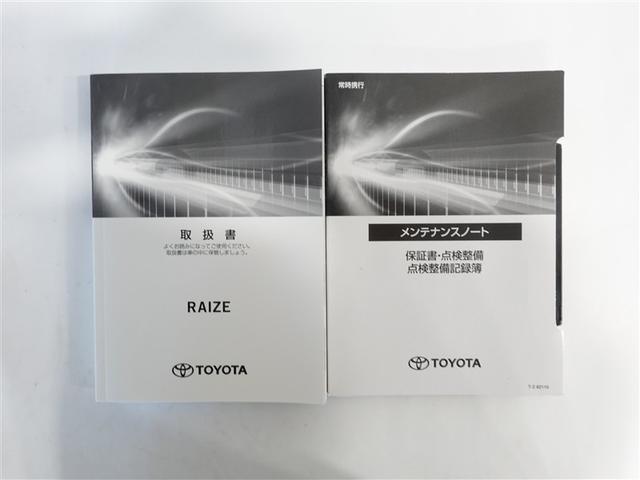 取扱書
よくお読みになってご使用ください。
取扱書は車の中に保管しましょう。
RAIZE
TOYOTA
常時携行
メンテナンスノート
保証書・点検整備
点検整備記録簿
TOYOTA